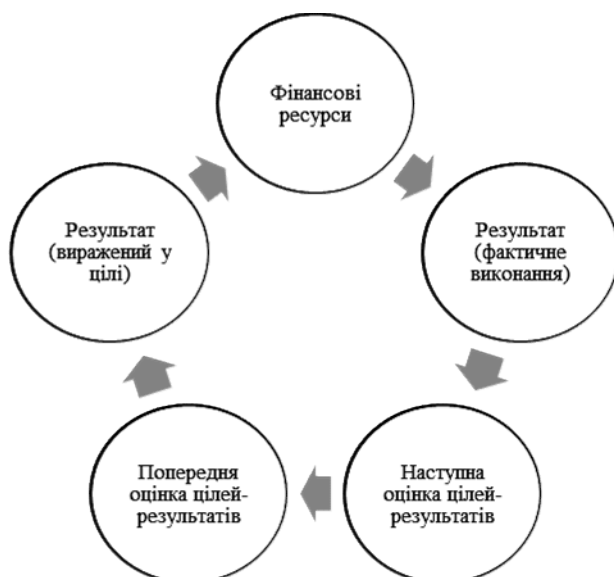 Фінансові
ресурси
Результат
(виражений у
цілі)
Результат
(фактичне
виконання)
Попередня
оцінка цілей-
результатів
Наступна
оцінка цілей-
результатів